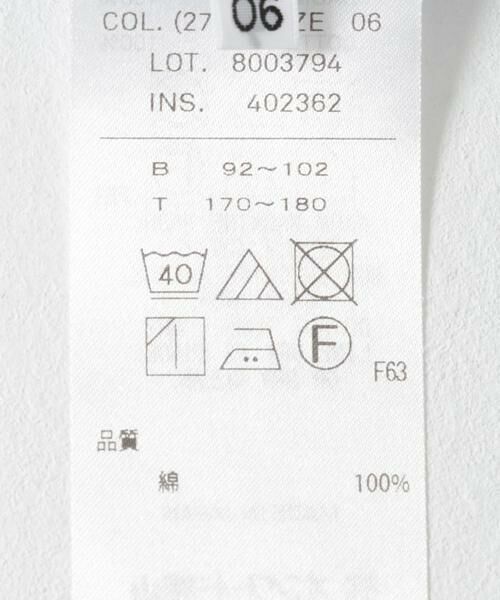 COL. (27 06 ZE 06
LOT. 8003794
INS. 402362
B 92～102
T 170～180
40
F
F63
品質
綿 100%